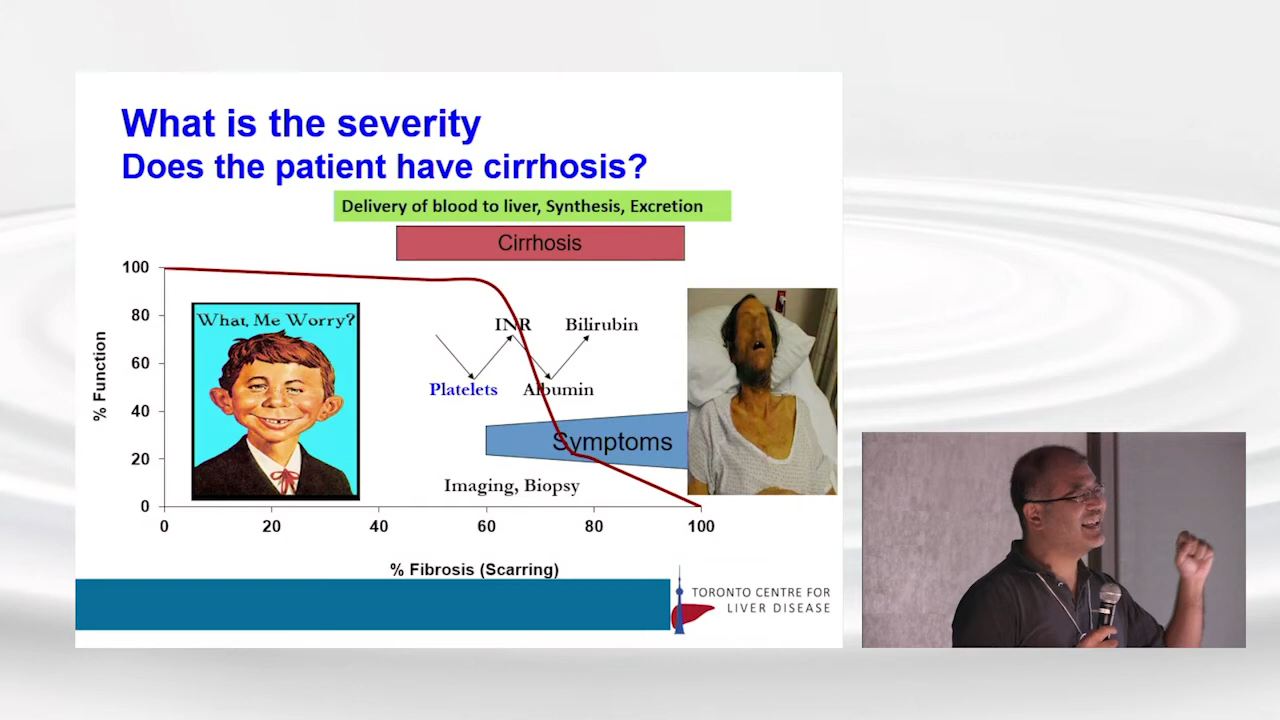 What is the severity
Does the patient have cirrhosis?
Delivery of blood to liver, Synthesis, Excretion
Cirrhosis
100
80
60
40
20
0
% Function
What, Me Worry?
INR
Bilirubin
Platelets
Albumin
Symptoms
Imaging, Biopsy
0
20
40
60
80
100
% Fibrosis (Scarring)
TORONTO CENTRE FOR
LIVER DISEASE